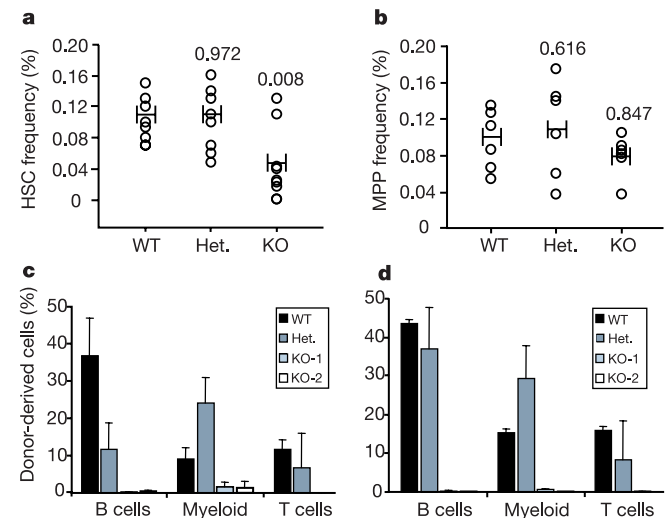 a
HSC frequency (%)
0.20
0.16
0.12
0.08
0.04
0
0.972
0.008
WT Het. KO
b
MPP frequency (%)
0.20
0.16
0.12
0.08
0.04
0
0.616
0.847
WT Het. KO
c
Donor-derived cells (%)
50
40
30
20
10
0
WT
Het.
KO-1
KO-2
B cells Myeloid T cells
d
50
40
30
20
10
0
WT
Het.
KO-1
KO-2
B cells Myeloid T cells